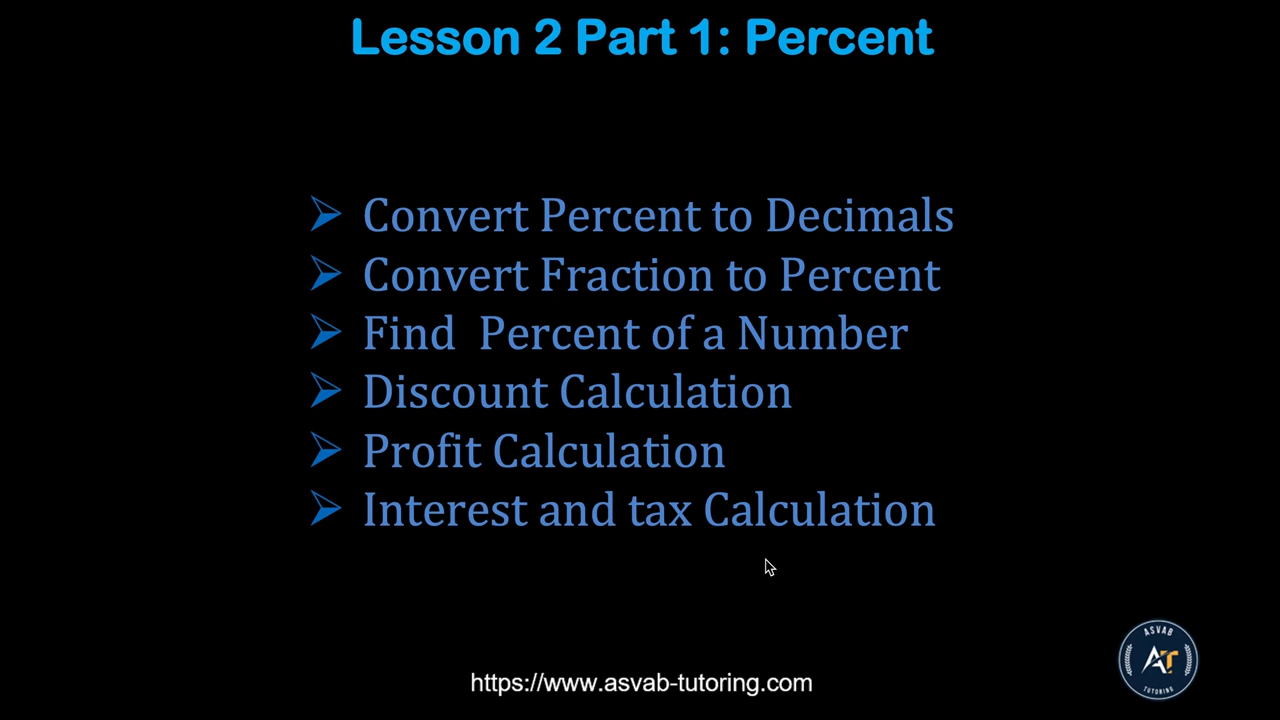 Lesson 2 Part 1: Percent
Convert Percent to Decimals
Convert Fraction to Percent
Find  Percent of a Number
Discount Calculation
Profit Calculation
Interest and tax Calculation
https://www.asvab-tutoring.com
ASVAB
AT
TUTORING